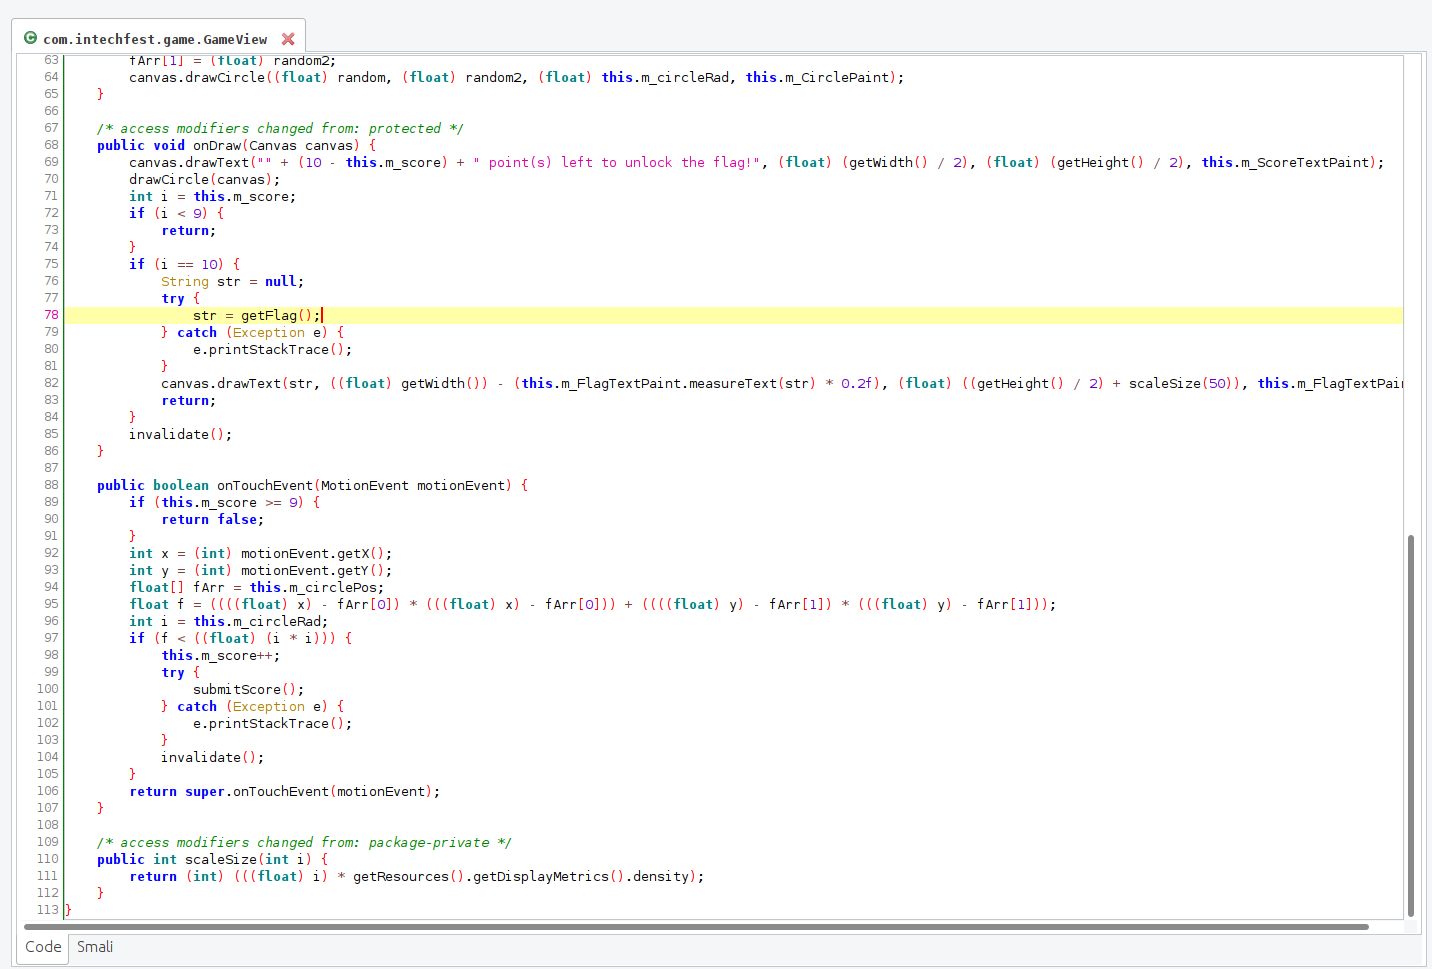 com.intechfest.game.GameView
63 fArr[1] = (float) random2;
64 canvas.drawCircle((float) random, (float) random2, (float) this.m_circleRad, this.m_CirclePaint);
65 }
66
67 /* access modifiers changed from: protected */
68 public void onDraw(Canvas canvas) {
69 canvas.drawText("" + (10 - this.m_score) + " point(s) left to unlock the flag!", (float) (getWidth() / 2), (float) (getHeight() / 2), this.m_ScoreTextPaint);
70 drawCircle(canvas);
71 int i = this.m_score;
72 if (i < 9) {
73 return;
74 }
75 if (i == 10) {
76 String str = null;
77 try {
78 str = getFlag();
79 } catch (Exception e) {
80 e.printStackTrace();
81 }
82 canvas.drawText(str, ((float) getWidth()) - (this.m_FlagTextPaint.measureText(str) * 0.2f), (float) ((getHeight() / 2) + scaleSize(50)), this.m_FlagTextPai
83 return;
84 }
85 invalidate();
86 }
87
88 public boolean onTouchEvent(MotionEvent motionEvent) {
89 if (this.m_score >= 9) {
90 return false;
91 }
92 int x = (int) motionEvent.getX();
93 int y = (int) motionEvent.getY();
94 float[] fArr = this.m_circlePos;
95 float f = ((((float) x) - fArr[0]) * (((float) x) - fArr[0])) + ((((float) y) - fArr[1]) * (((float) y) - fArr[1]));
96 int i = this.m_circleRad;
97 if (f < ((float) (i * i))) {
98 this.m_score++;
99 try {
100 submitScore();
101 } catch (Exception e) {
102 e.printStackTrace();
103 }
104 invalidate();
105 }
106 return super.onTouchEvent(motionEvent);
107 }
108
109 /* access modifiers changed from: package-private */
110 public int scaleSize(int i) {
111 return (int) (((float) i) * getResources().getDisplayMetrics().density);
112 }
113 }
Code Smali